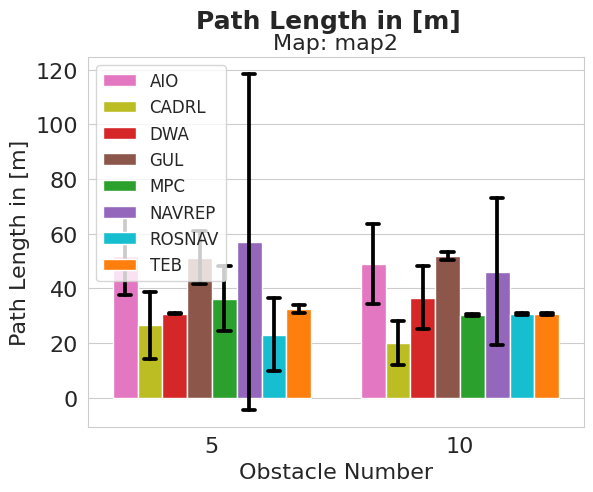 Path Length in [m]
Map: map2
Path Length in [m]
120
100
80
60
40
20
0
AIO
CADRL
DWA
GUL
MPC
NAVREP
ROSNAV
TEB
5
10
Obstacle Number